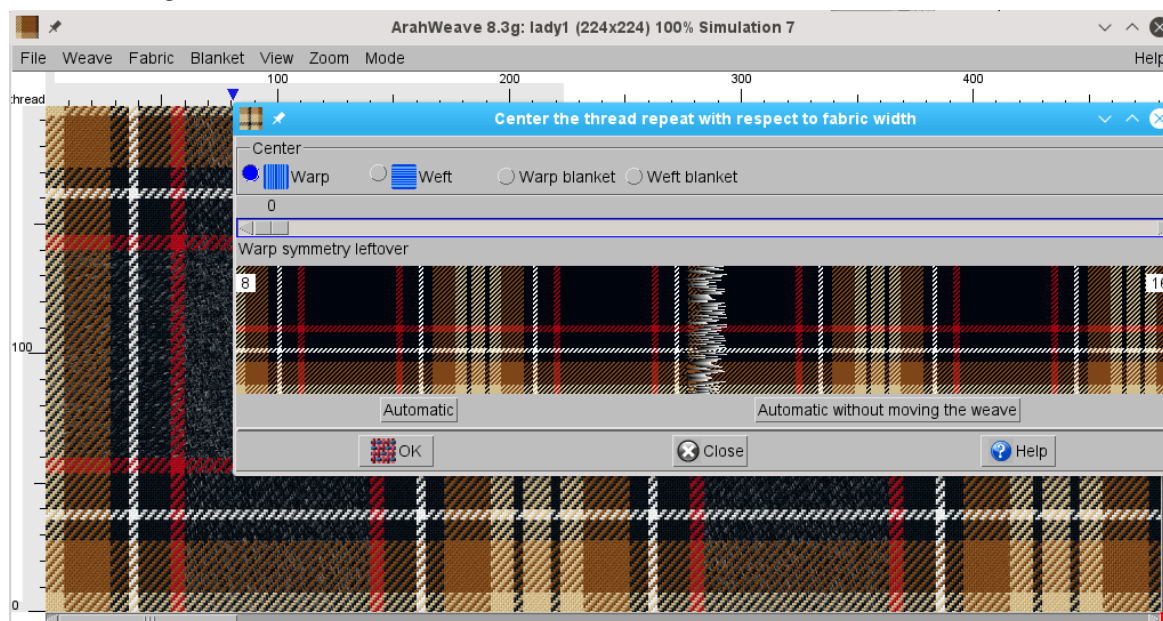 ArahWeave 8.3g: lady1 (224x224) 100% Simulation 7
File Weave Fabric Blanket View Zoom Mode Help
100 200 300 400
thread
Center the thread repeat with respect to fabric width
Center
Warp Weft Warp blanket Weft blanket
0
Warp symmetry leftover
8
100
Automatic Automatic without moving the weave
OK Close Help
0